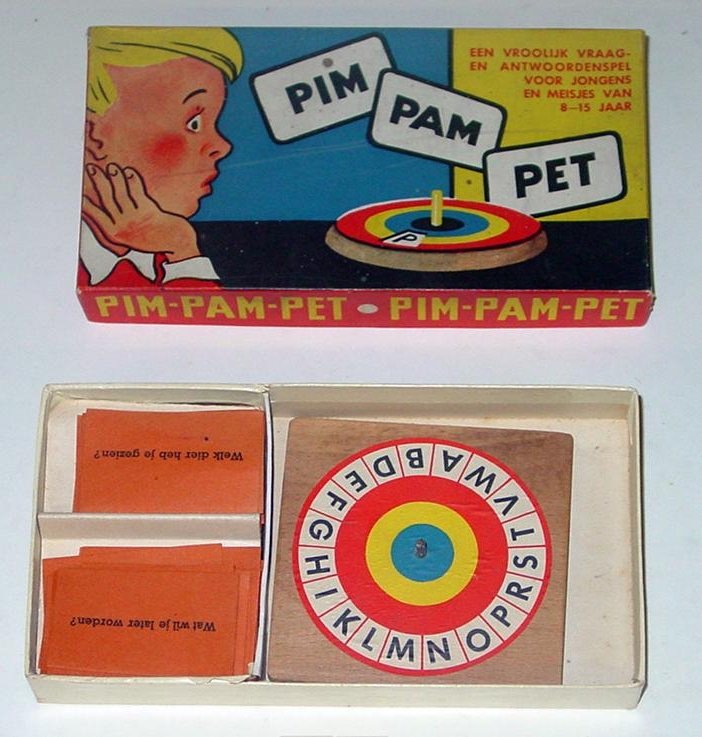 PIM
PAM
PET
EEN VROOLIJK VRAAG-
EN ANTWOORDENSPEL
VOOR JONGENS
EN MEISJES VAN
8-15 JAAR
P
PIM-PAM-PET • PIM-PAM-PET
Welk dier heb je gezien?
Wat wil je later worden?
A B D E F G H I K L M N O P R S T V W